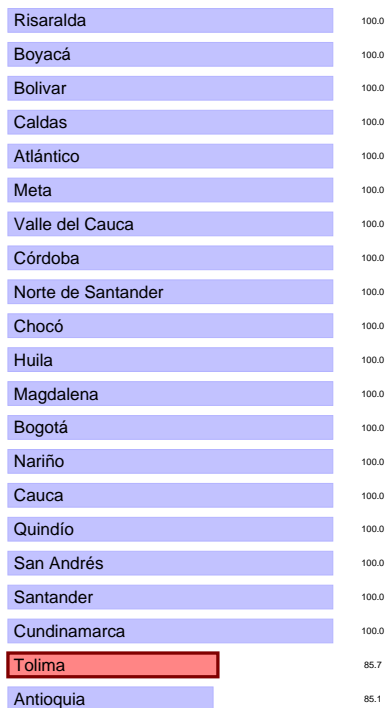 Risaralda 100.0
Boyacá 100.0
Bolivar 100.0
Caldas 100.0
Atlántico 100.0
Meta 100.0
Valle del Cauca 100.0
Córdoba 100.0
Norte de Santander 100.0
Chocó 100.0
Huila 100.0
Magdalena 100.0
Bogotá 100.0
Nariño 100.0
Cauca 100.0
Quindío 100.0
San Andrés 100.0
Santander 100.0
Cundinamarca 100.0
Tolima 85.7
Antioquia 85.1